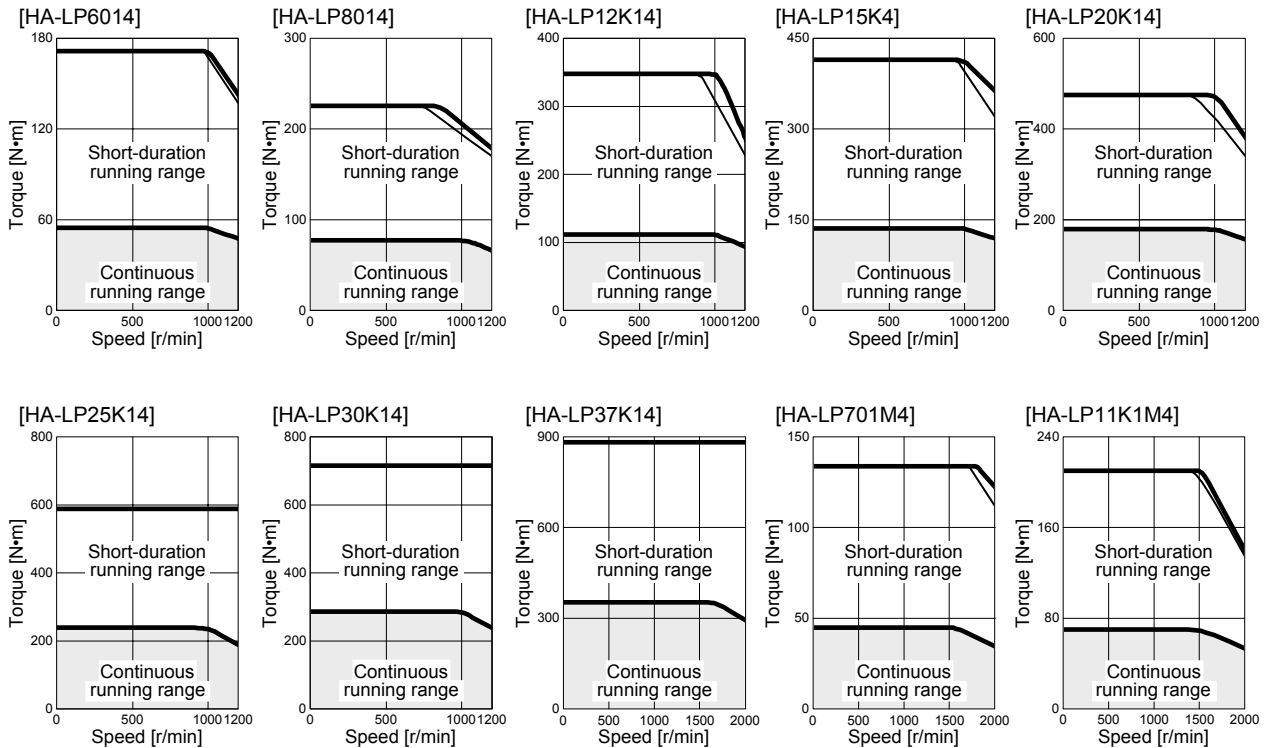 [HA-LP6014]
180
120
60
0
Torque [N•m]
Short-duration
running range
Continuous
running range
0 500 1000 1200
Speed [r/min]
[HA-LP8014]
300
200
100
0
Torque [N•m]
Short-duration
running range
Continuous
running range
0 500 1000 1200
Speed [r/min]
[HA-LP12K14]
400
300
200
100
0
Torque [N•m]
Short-duration
running range
Continuous
running range
0 500 1000 1200
Speed [r/min]
[HA-LP15K4]
450
300
150
0
Torque [N•m]
Short-duration
running range
Continuous
running range
0 500 1000 1200
Speed [r/min]
[HA-LP20K14]
600
400
200
0
Torque [N•m]
Short-duration
running range
Continuous
running range
0 500 1000 1200
Speed [r/min]
[HA-LP25K14]
800
600
400
200
0
Torque [N•m]
Short-duration
running range
Continuous
running range
0 500 1000 1200
Speed [r/min]
[HA-LP30K14]
800
600
400
200
0
Torque [N•m]
Short-duration
running range
Continuous
running range
0 500 1000 1200
Speed [r/min]
[HA-LP37K14]
900
600
300
0
Torque [N•m]
Short-duration
running range
Continuous
running range
0 500 1000 1500 2000
Speed [r/min]
[HA-LP701M4]
150
100
50
0
Torque [N•m]
Short-duration
running range
Continuous
running range
0 500 1000 1500 2000
Speed [r/min]
[HA-LP11K1M4]
240
160
80
0
Torque [N•m]
Short-duration
running range
Continuous
running range
0 500 1000 1500 2000
Speed [r/min]